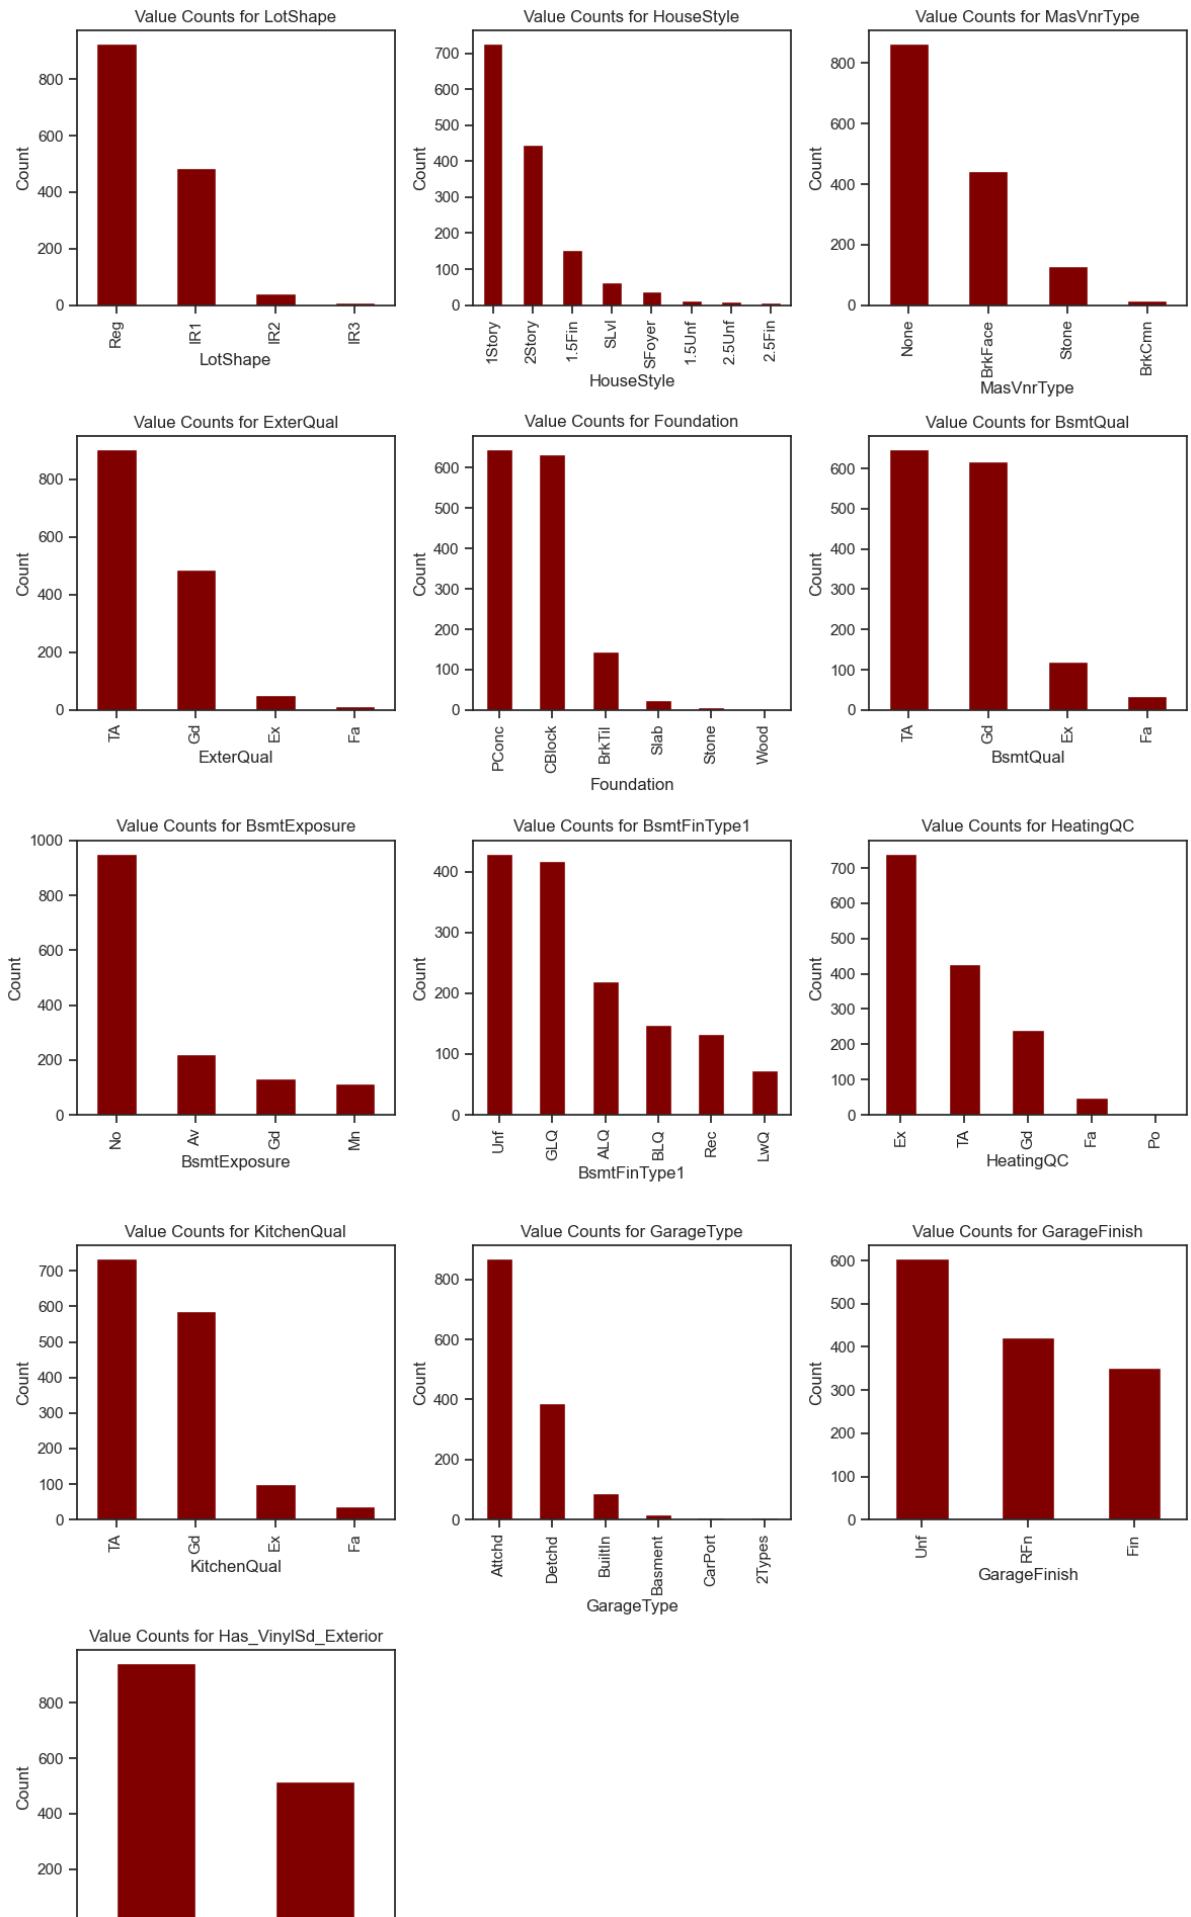 Value Counts for LotShape
Count
800
600
400
200
0
Reg
IR1
IR2
IR3
LotShape
Value Counts for HouseStyle
Count
700
600
500
400
300
200
100
0
1Story
2Story
1.5Fin
SLvl
SFoyer
1.5Unf
2.5Unf
2.5Fin
HouseStyle
Value Counts for MasVnrType
Count
800
600
400
200
0
None
BrkFace
Stone
BrkCmn
MasVnrType
Value Counts for ExterQual
Count
800
600
400
200
0
TA
Gd
Ex
Fa
ExterQual
Value Counts for Foundation
Count
600
500
400
300
200
100
0
PConc
CBlock
BrkTil
Slab
Stone
Wood
Foundation
Value Counts for BsmtQual
Count
600
500
400
300
200
100
0
TA
Gd
Ex
Fa
BsmtQual
Value Counts for BsmtExposure
Count
1000
800
600
400
200
0
No
Av
Gd
Mn
BsmtExposure
Value Counts for BsmtFinType1
Count
400
300
200
100
0
Unf
GLQ
ALQ
BLQ
Rec
LwQ
BsmtFinType1
Value Counts for HeatingQC
Count
700
600
500
400
300
200
100
0
Ex
TA
Gd
Fa
Po
HeatingQC
Value Counts for KitchenQual
Count
700
600
500
400
300
200
100
0
TA
Gd
Ex
Fa
KitchenQual
Value Counts for GarageType
Count
800
600
400
200
0
Attchd
Detchd
BuiltIn
Basment
CarPort
2Types
GarageType
Value Counts for GarageFinish
Count
600
500
400
300
200
100
0
Unf
RFn
Fin
GarageFinish
Value Counts for Has_VinylSd_Exterior
Count
800
600
400
200